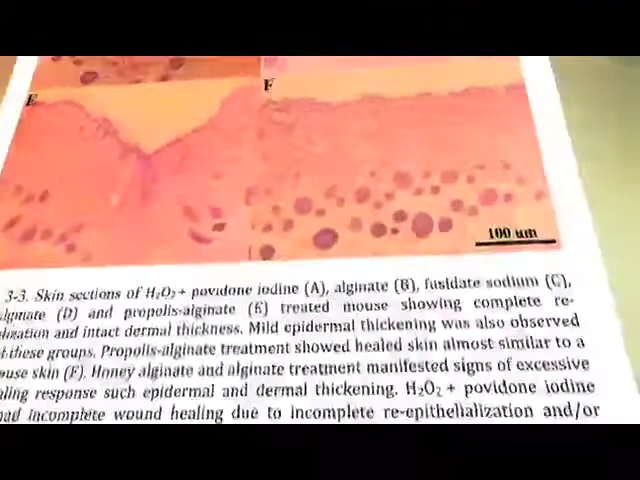 E
F
100 um
3-3. Skin sections of H₂O₂ + povidone iodine (A), alginate (B), fusidate sodium (C),
alginate (D) and propolis-alginate (E) treated mouse showing complete re-
intact dermal thickness. Mild epidermal thickening was also observed
these groups. Propolis-alginate treatment showed healed skin almost similar to a
skin (F). Honey alginate and alginate treatment manifested signs of excessive
response such epidermal and dermal thickening. H₂O₂ + povidone iodine
incomplete wound healing due to incomplete re-epithelialization and/or